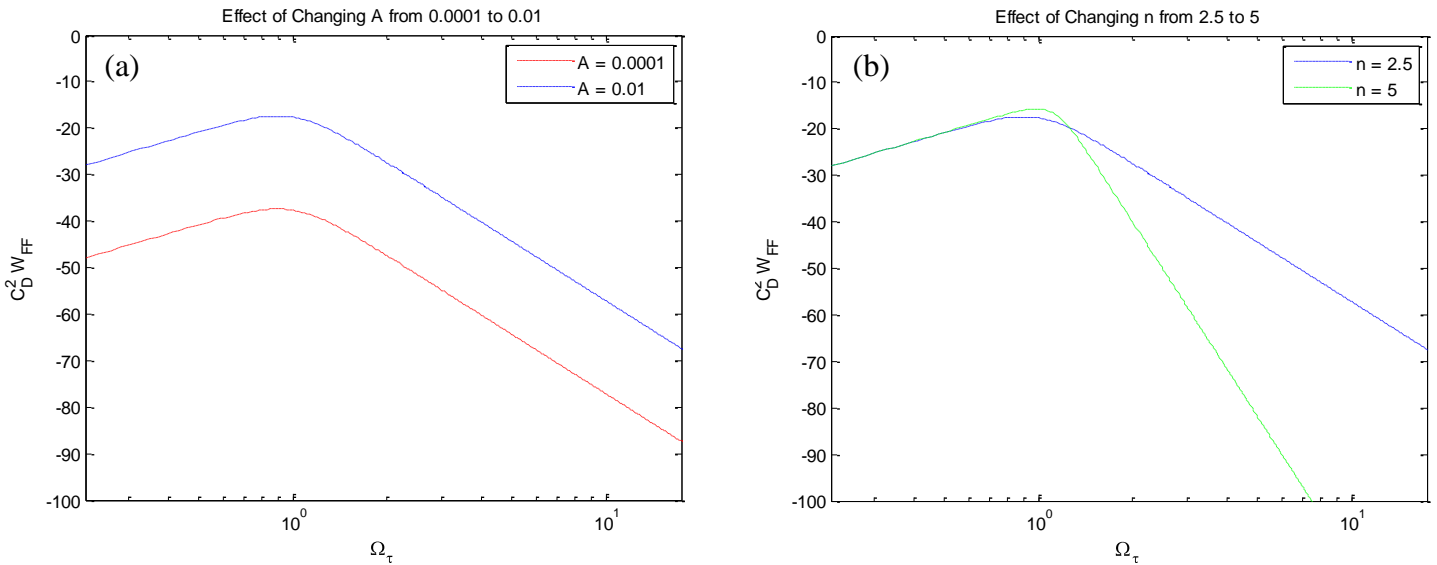 Effect of Changing A from 0.0001 to 0.01
(a)
A = 0.0001
A = 0.01
0
-10
-20
-30
-40
-50
-60
-70
-80
-90
-100
C_D^2 W_FF
10^0
10^1
Ω_τ
Effect of Changing n from 2.5 to 5
(b)
n = 2.5
n = 5
0
-10
-20
-30
-40
-50
-60
-70
-80
-90
-100
C_D^2 W_FF
10^0
10^1
Ω_τ